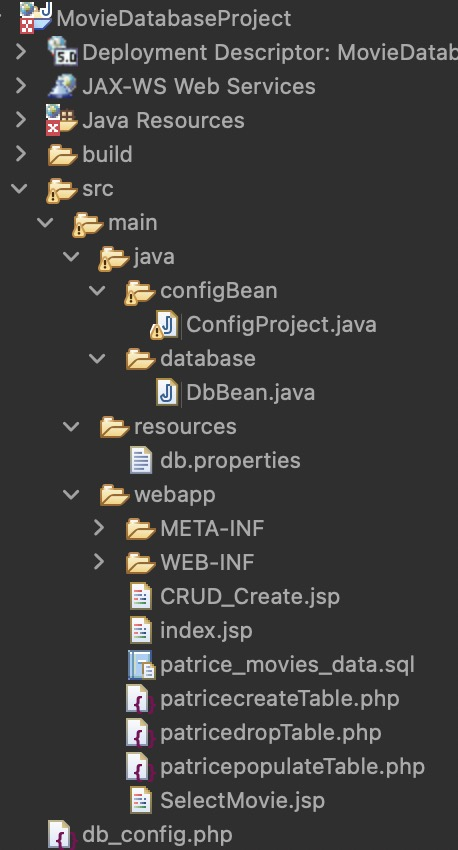 MovieDatabaseProject
Deployment Descriptor: MovieDatab
JAX-WS Web Services
Java Resources
build
src
main
java
configBean
ConfigProject.java
database
DbBean.java
resources
db.properties
webapp
META-INF
WEB-INF
CRUD_Create.jsp
index.jsp
patrice_movies_data.sql
patricecreateTable.php
patricedropTable.php
patricepopulateTable.php
SelectMovie.jsp
db_config.php